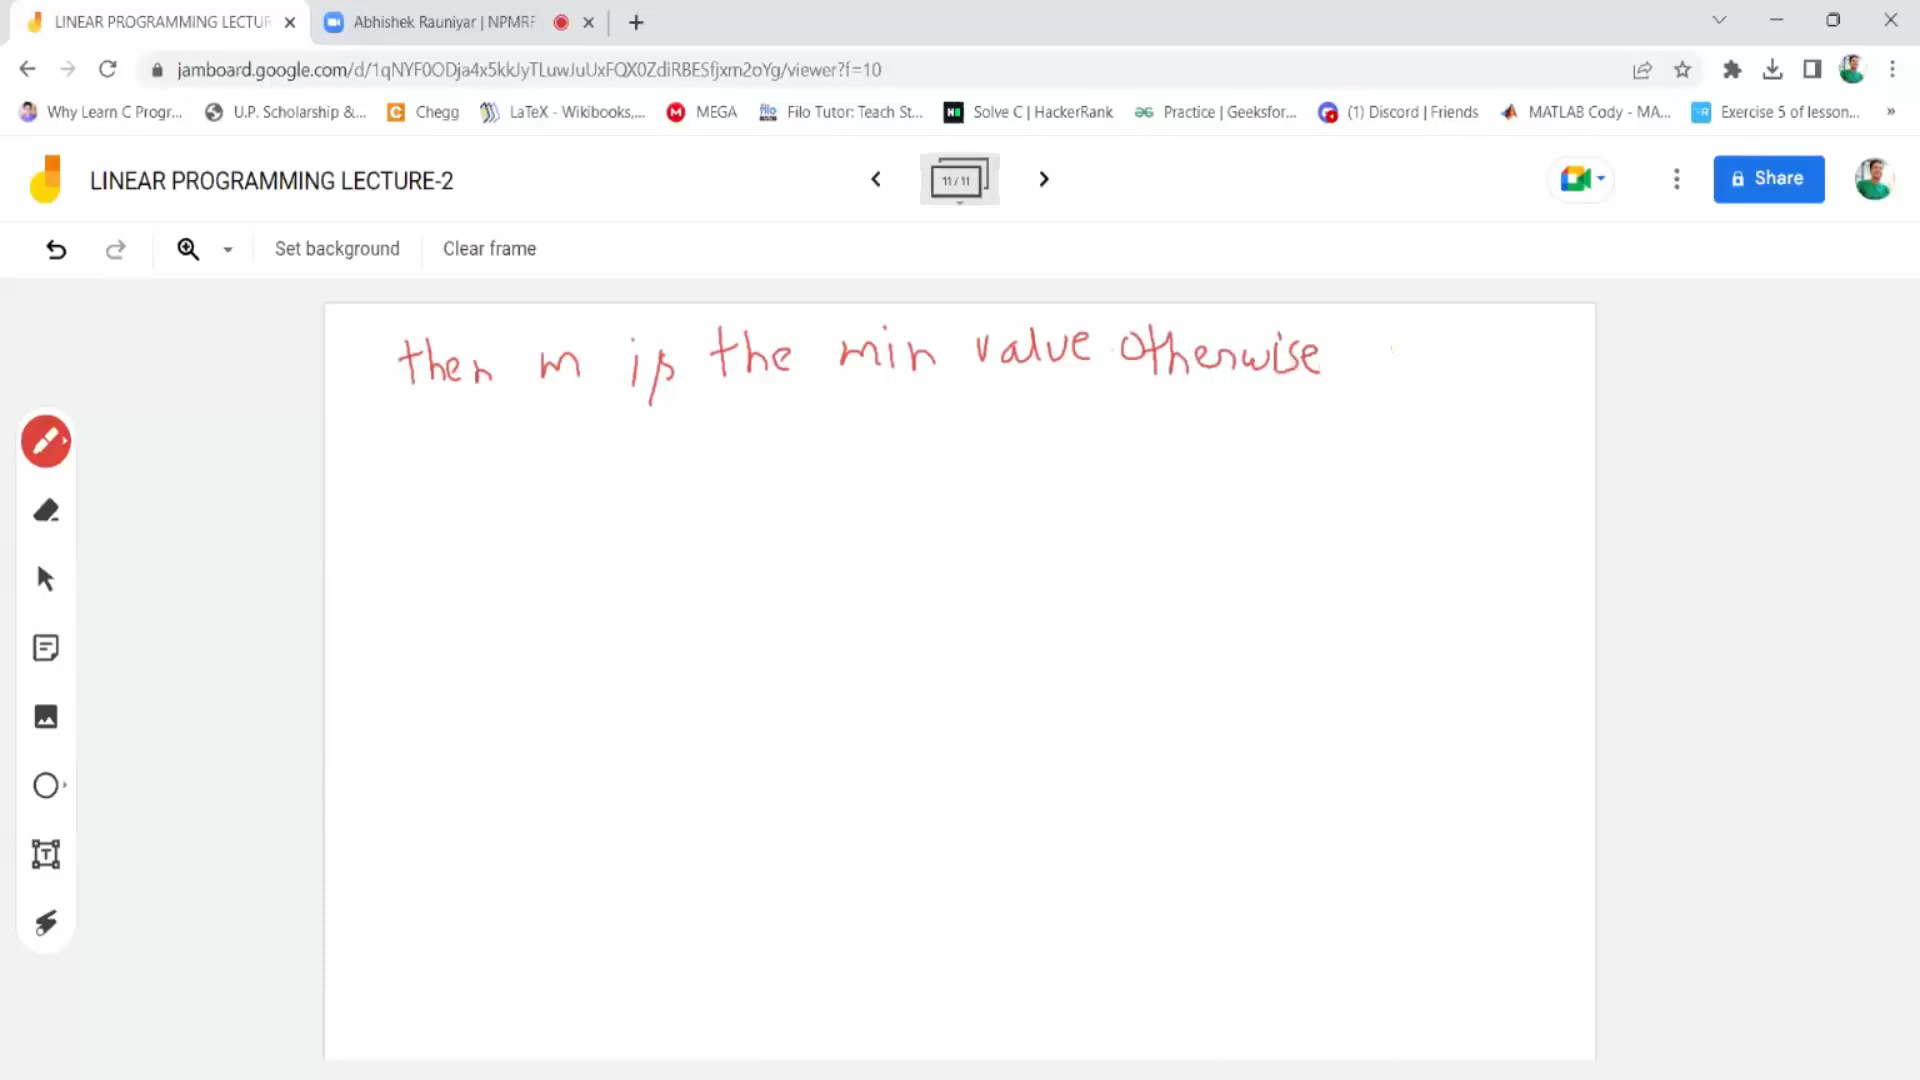 LINEAR PROGRAMMING LECTUR
Abhishek Rauniyar | NPMRF
jamboard.google.com/d/1qNYF0ODja4x5kkJyTLuwJuUxFQX0ZdiRBESfjxm2oYg/viewer?f=10
Why Learn C Progr... U.P. Scholarship &... Chegg LaTeX - Wikibooks,... MEGA Filo Tutor: Teach St... Solve C | HackerRank Practice | Geeksfor... (1) Discord | Friends MATLAB Cody - MA... Exercise 5 of lesson... »
LINEAR PROGRAMMING LECTURE-2
11 / 11
Share
Set background Clear frame
then m is the min value otherwise